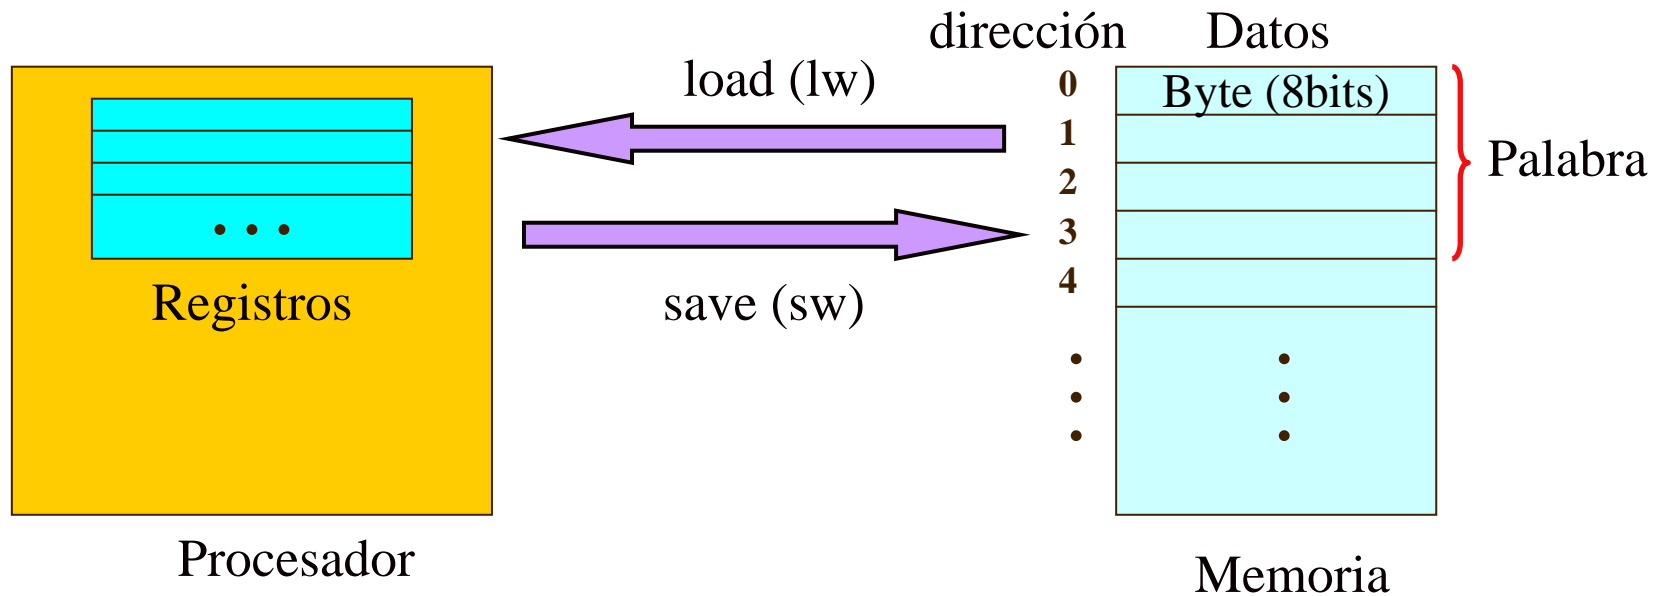 dirección Datos
load (lw)
0 Byte (8bits)
1
2
3
4
Palabra
Registros
save (sw)
Procesador
Memoria